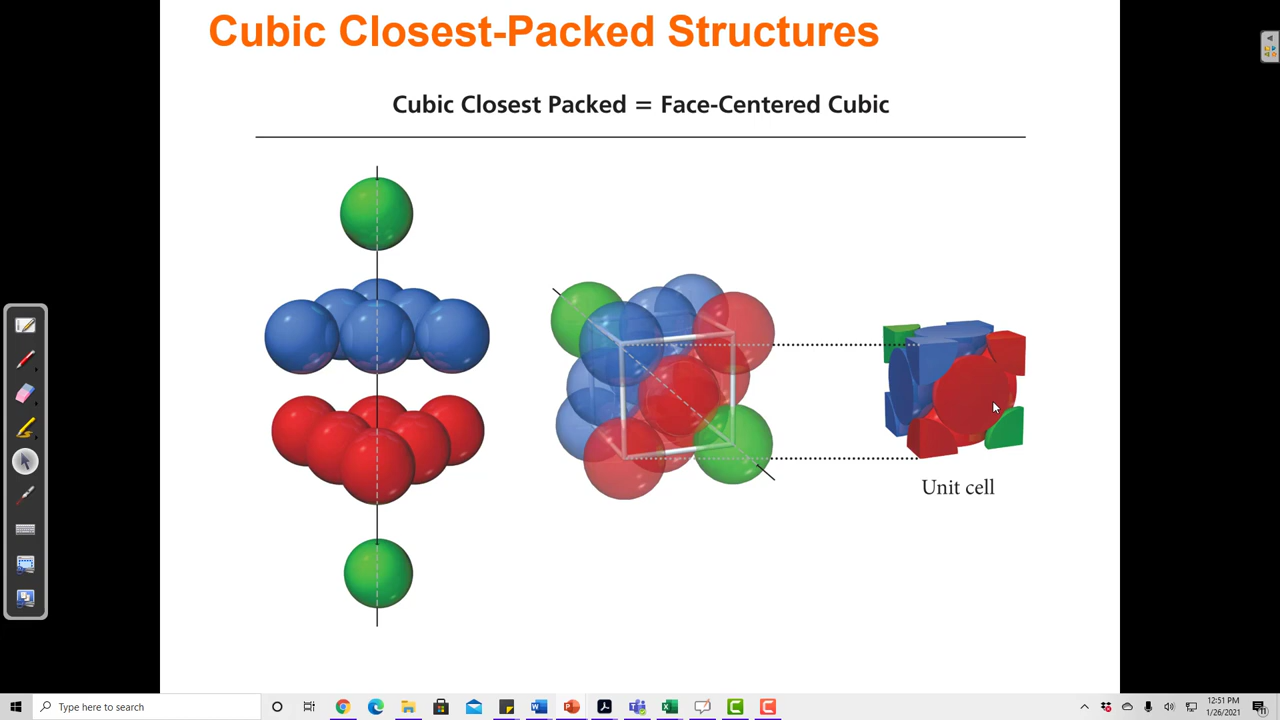 Cubic Closest-Packed Structures
Cubic Closest Packed = Face-Centered Cubic
Unit cell
Type here to search
12:51 PM
1/26/2021